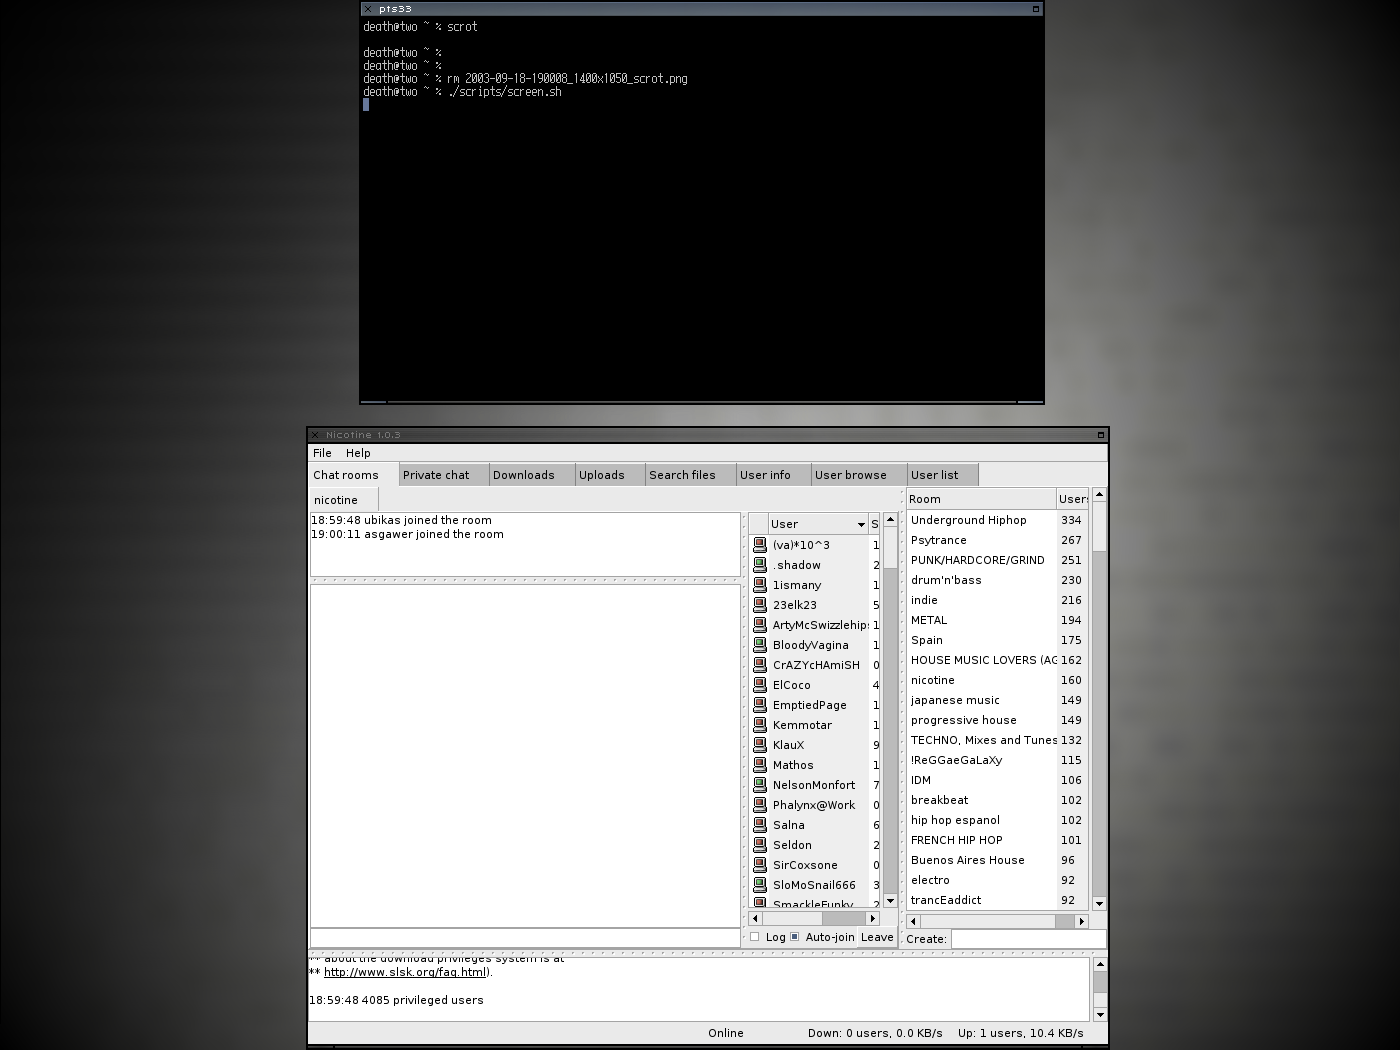 pts33
death@two ~ % scrot
death@two ~ %
death@two ~ %
death@two ~ % rm 2003-09-18-190008_1400x1050_scrot.png
death@two ~ % ./scripts/screen.sh
Nicotine 1.0.3
File Help
Chat rooms Private chat Downloads Uploads Search files User info User browse User list
nicotine
18:59:48 ubikas joined the room
19:00:11 asgawer joined the room
User S
(va)*10^3 1
.shadow 2
1ismany 1
23elk23 5
ArtyMcSwizzlehips 1
BloodyVagina 1
CrAZYcHAmiSH 0
ElCoco 4
EmptiedPage 1
Kemmotar 1
KlauX 9
Mathos 1
NelsonMonfort 7
Phalynx@Work 0
Salna 6
Seldon 2
SirCoxsone 0
SloMoSnail666 3
SmackleFunky 2
Log Auto-join Leave
Room Users
Underground Hiphop 334
Psytrance 267
PUNK/HARDCORE/GRIND 251
drum'n'bass 230
indie 216
METAL 194
Spain 175
HOUSE MUSIC LOVERS (AG 162
nicotine 160
japanese music 149
progressive house 149
TECHNO, Mixes and Tunes 132
!ReGGaeGaLaXy 115
IDM 106
breakbeat 102
hip hop espanol 102
FRENCH HIP HOP 101
Buenos Aires House 96
electro 92
trancEaddict 92
Create:
** about the download privileges system is at
** http://www.slsk.org/faq.html).
18:59:48 4085 privileged users
Online Down: 0 users, 0.0 KB/s Up: 1 users, 10.4 KB/s